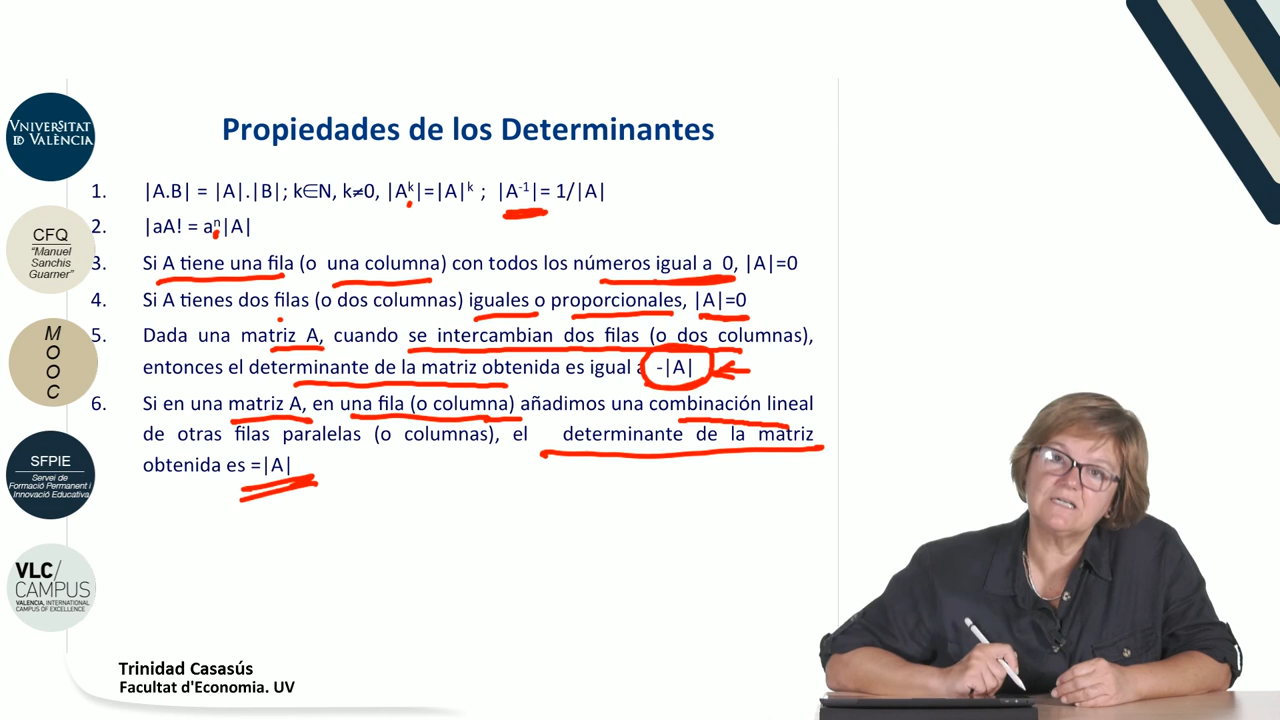 Propiedades de los Determinantes
VNIVERSITAT
DE VALÈNCIA
1. |A.B| = |A|.|B|; k∈N, k≠0, |Aᵏ|=|A|ᵏ ; |A⁻¹|= 1/|A|
2. |aA! = aⁿ|A|
3. Si A tiene una fila (o una columna) con todos los números igual a 0, |A|=0
4. Si A tienes dos filas (o dos columnas) iguales o proporcionales, |A|=0
5. Dada una matriz A, cuando se intercambian dos filas (o dos columnas),
entonces el determinante de la matriz obtenida es igual a -|A|
6. Si en una matriz A, en una fila (o columna) añadimos una combinación lineal
de otras filas paralelas (o columnas), el determinante de la matriz
obtenida es =|A|
CFQ
"Manuel
Sanchis
Guarner"
M
O
O
C
SFPIE
Servei de
Formació Permanent i
Innovació Educativa
VLC/
CAMPUS
VALENCIA, INTERNATIONAL
CAMPUS OF EXCELLENCE
Trinidad Casasús
Facultat d'Economia. UV